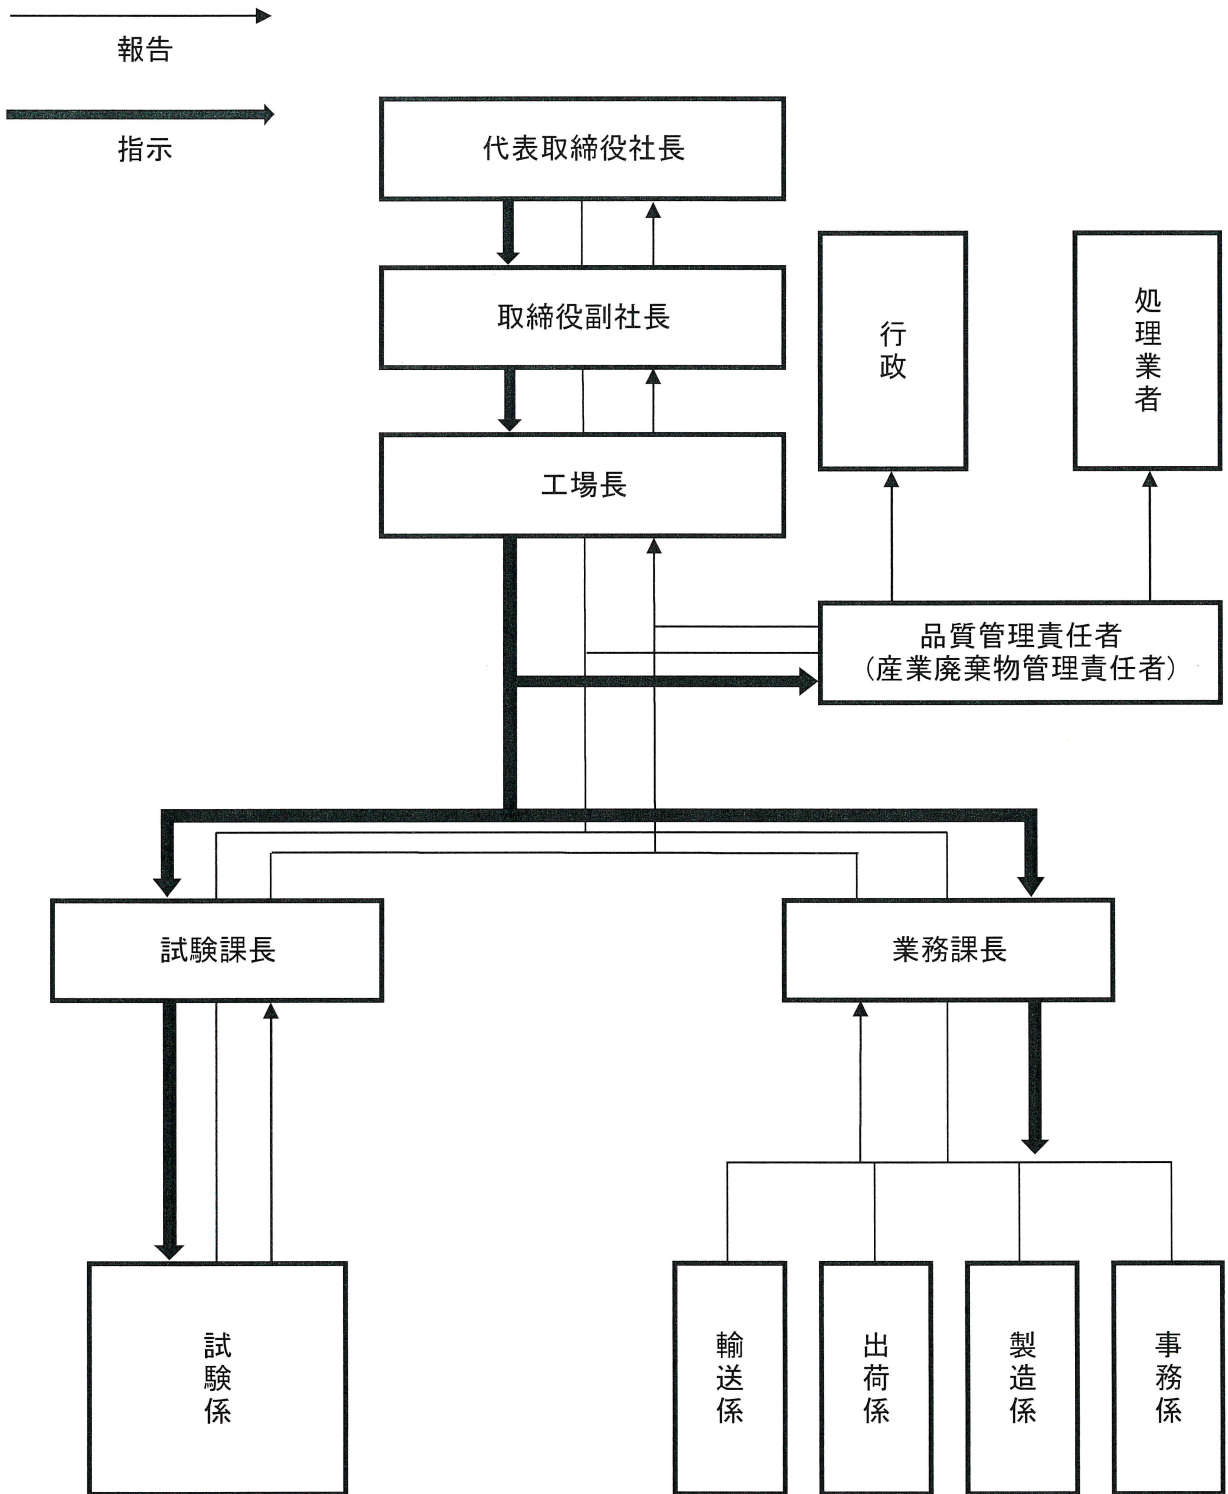 報告
指示
代表取締役社長
取締役副社長
行政
処理業者
工場長
品質管理責任者
(産業廃棄物管理責任者)
試験課長
業務課長
試験係
輸送係
出荷係
製造係
事務係